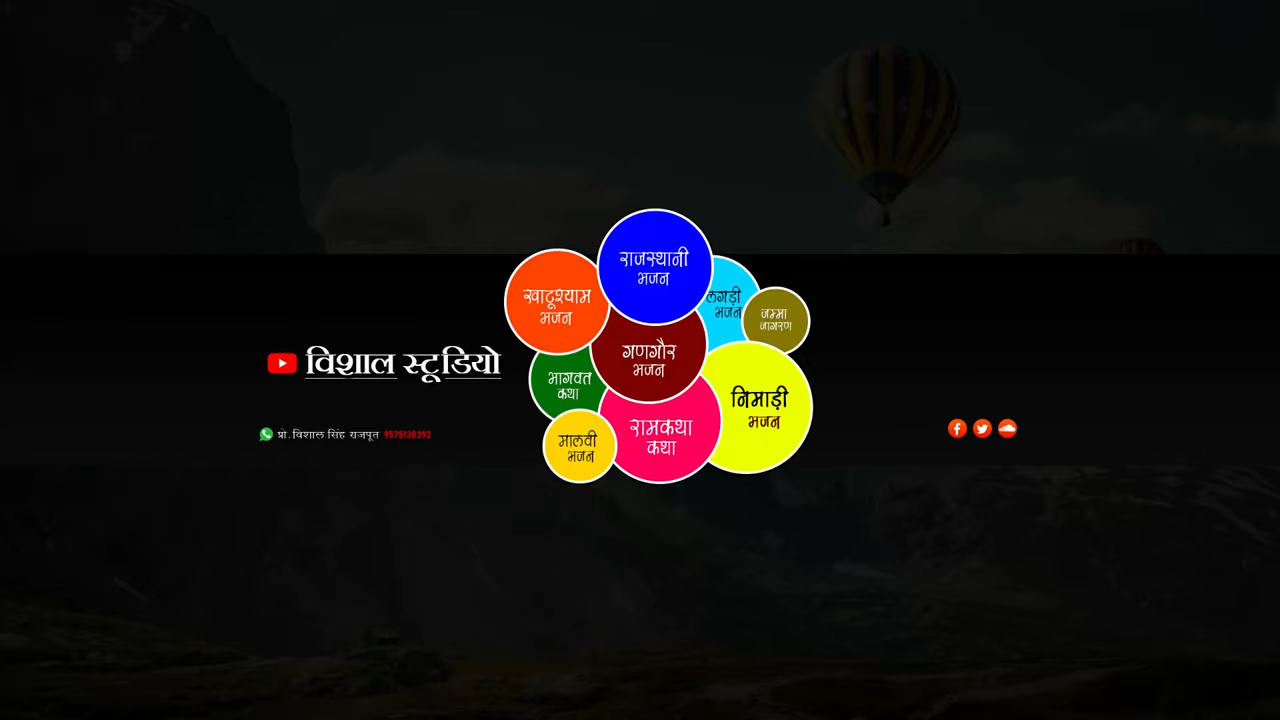 राजस्थानी
भजन
खाटूश्याम
भजन
लगड़ी
भजन
जम्मा
जागरण
गणगौर
भजन
विशाल स्टूडियो
भागवत
कथा
निमाड़ी
भजन
रामकथा
कथा
मालवी
भजन
प्रो. विशाल सिंह राजपूत 9575138392